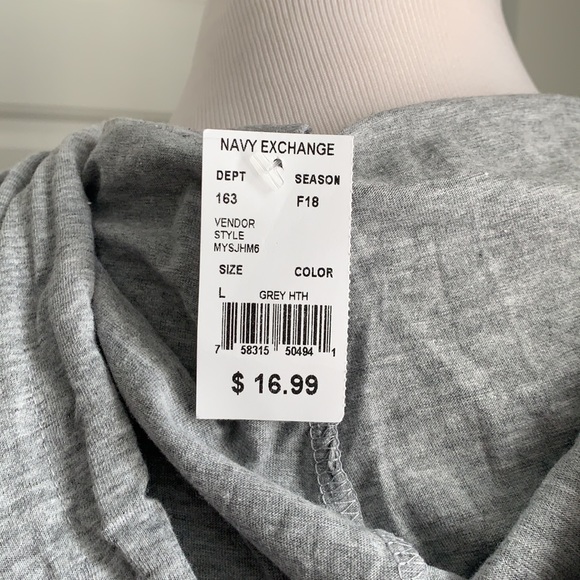 NAVY EXCHANGE
DEPT SEASON
163 F18
VENDOR
STYLE
MYSJHM6
SIZE COLOR
L GREY HTH
7 58315 50494 1
$ 16.99